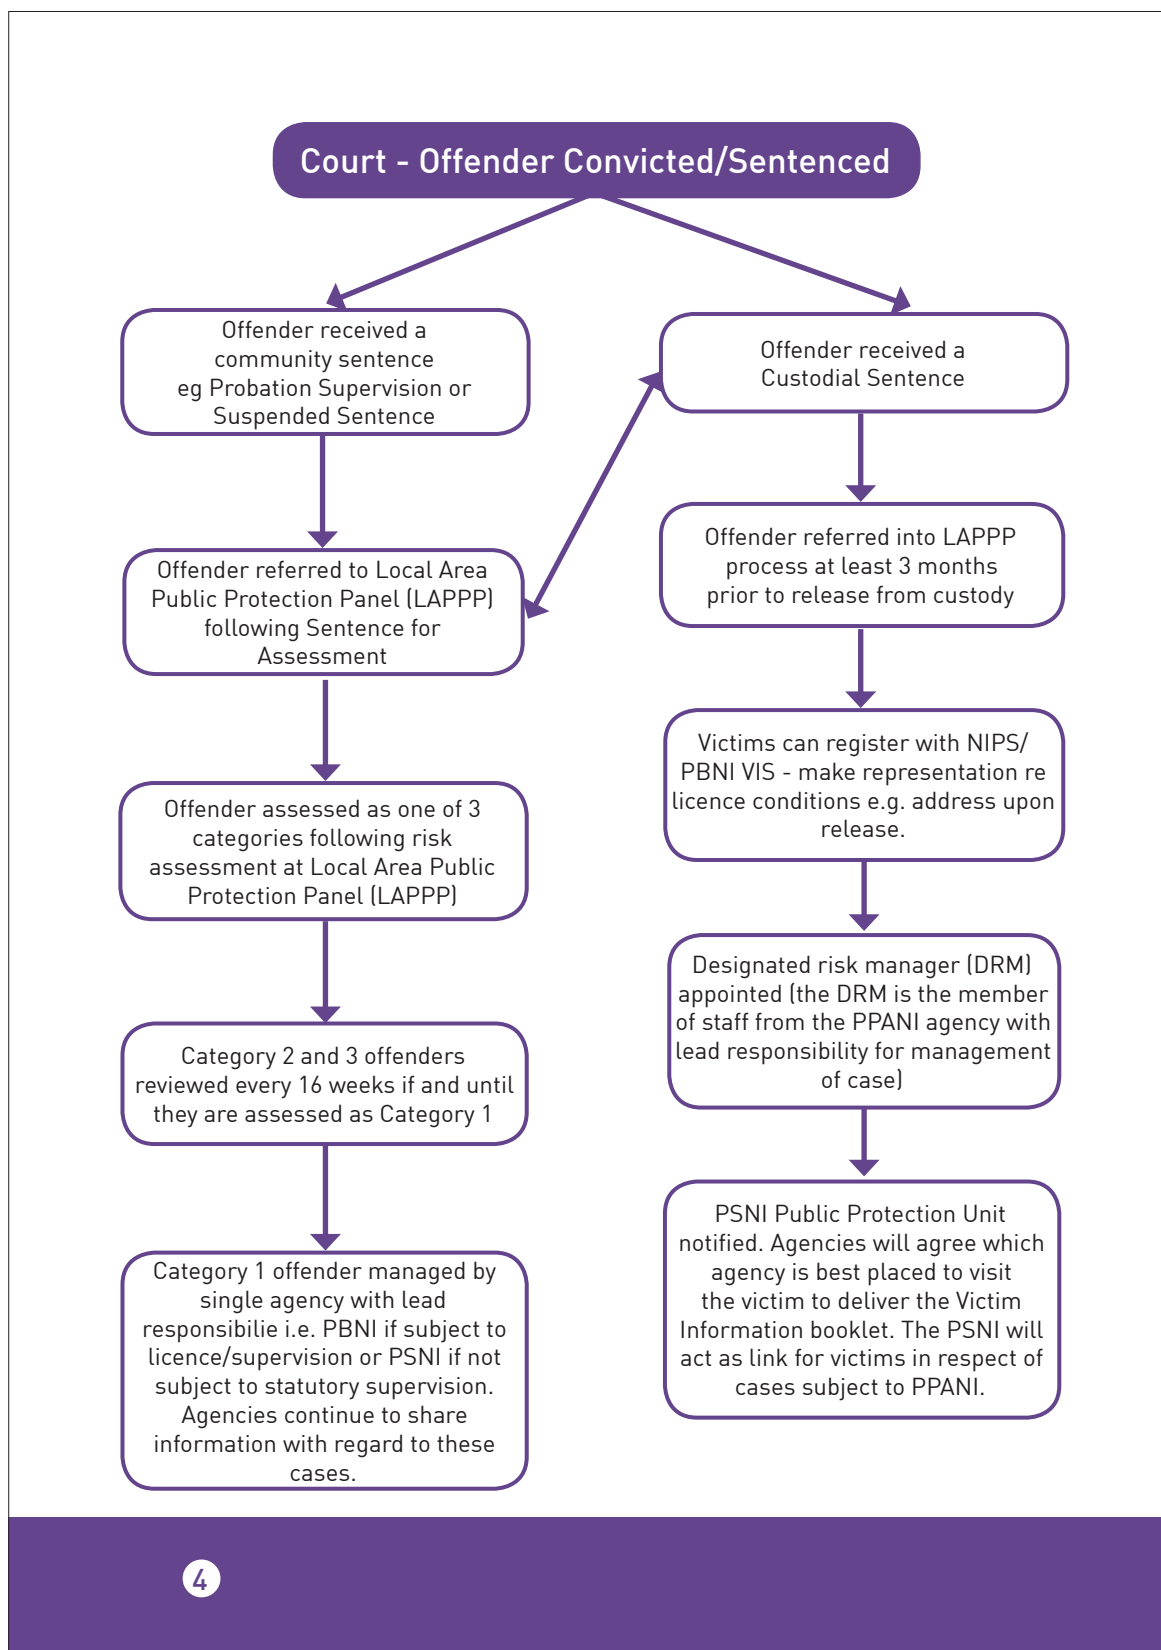 Court - Offender Convicted/Sentenced
Offender received a
community sentence
eg Probation Supervision or
Suspended Sentence
Offender referred to Local Area
Public Protection Panel (LAPPP)
following Sentence for
Assessment
Offender assessed as one of 3
categories following risk
assessment at Local Area Public
Protection Panel (LAPPP)
Category 2 and 3 offenders
reviewed every 16 weeks if and until
they are assessed as Category 1
Category 1 offender managed by
single agency with lead
responsibilie i.e. PBNI if subject to
licence/supervision or PSNI if not
subject to statutory supervision.
Agencies continue to share
information with regard to these
cases.
Offender received a
Custodial Sentence
Offender referred into LAPPP
process at least 3 months
prior to release from custody
Victims can register with NIPS/
PBNI VIS - make representation re
licence conditions e.g. address upon
release.
Designated risk manager (DRM)
appointed (the DRM is the member
of staff from the PPANI agency with
lead responsibility for management
of case)
PSNI Public Protection Unit
notified. Agencies will agree which
agency is best placed to visit
the victim to deliver the Victim
Information booklet. The PSNI will
act as link for victims in respect of
cases subject to PPANI.
4